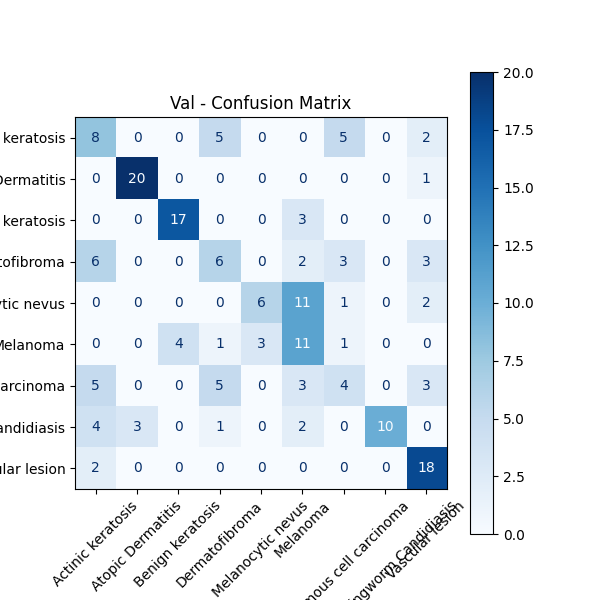 Val - Confusion Matrix
keratosis 8 0 0 5 0 0 5 0 2
Dermatitis 0 20 0 0 0 0 0 0 1
keratosis 0 0 17 0 0 3 0 0 0
tofibroma 6 0 0 6 0 2 3 0 3
tic nevus 0 0 0 0 6 11 1 0 2
Melanoma 0 0 4 1 3 11 1 0 0
arcinoma 5 0 0 5 0 3 4 0 3
andidiasis 4 3 0 1 0 2 0 10 0
ular lesion 2 0 0 0 0 0 0 0 18
Actinic keratosis
Atopic Dermatitis
Benign keratosis
Dermatofibroma
Melanocytic nevus
Melanoma
mous cell carcinoma
ngworm Candidiasis
Vascular lesion
20.0
17.5
15.0
12.5
10.0
7.5
5.0
2.5
0.0